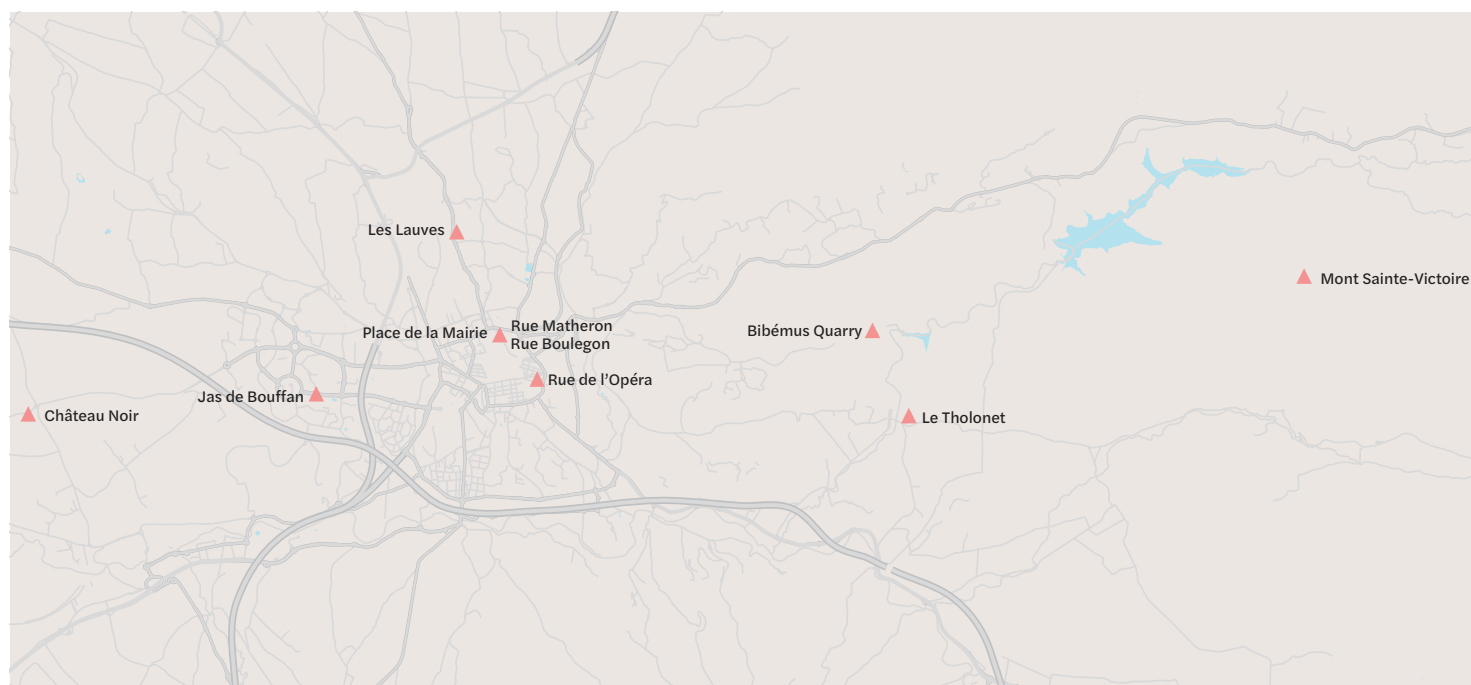 Les Lauves
Mont Sainte-Victoire
Place de la Mairie
Rue Matheron
Rue Boulegon
Bibémus Quarry
Rue de l’Opéra
Jas de Bouffan
Château Noir
Le Tholonet